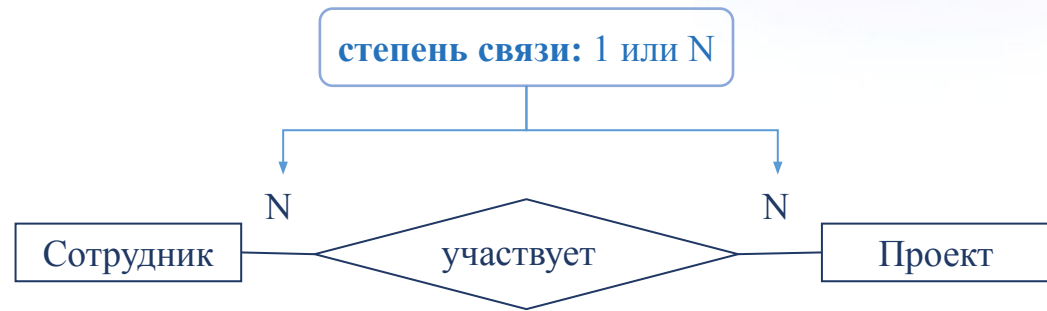 степень связи: 1 или N
N
N
Сотрудник
участвует
Проект